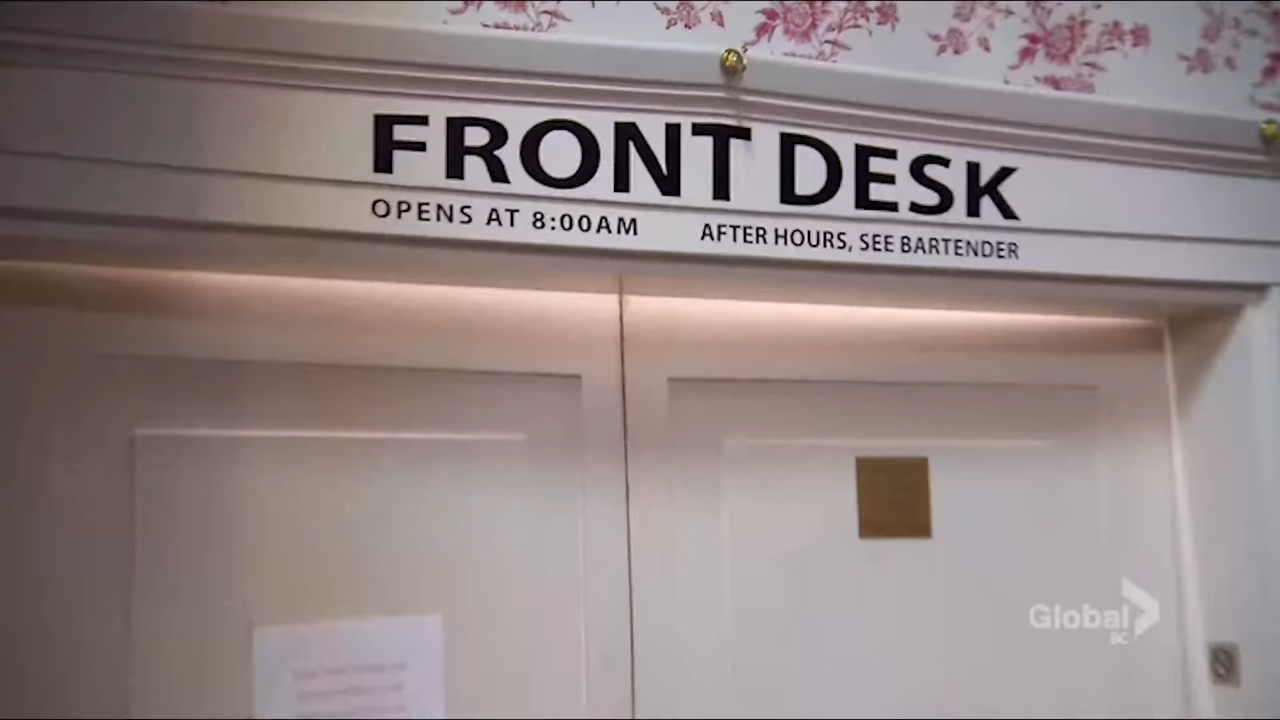 FRONT DESK
OPENS AT 8:00AM AFTER HOURS, SEE BARTENDER
Global
BC